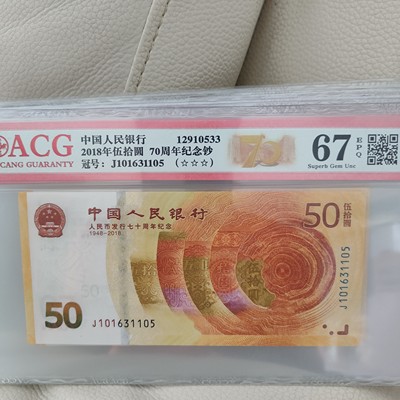 ACG
CANG GUARANTY
中国人民银行 12910533
2018年伍拾圆 70周年纪念钞
冠号: J101631105 (☆☆☆)
70
67 EPQ
Superb Gem Unc
中国人民银行
人民币发行七十周年纪念
1948-2018
50 伍拾圆
J101631105
50
J101631105